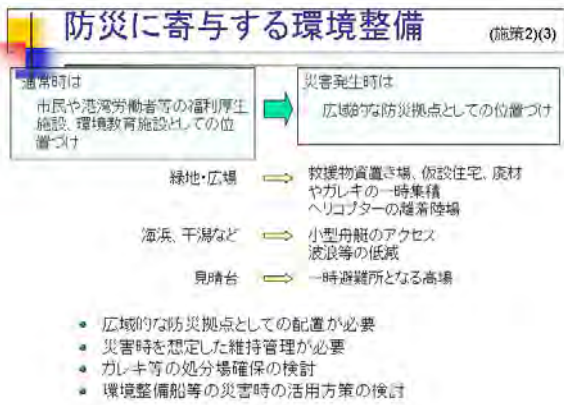 防災に寄与する環境整備 (施策2)(3)
通常時は
市民や港湾労働者等の福利厚生
施設、環境教育施設としての位
置づけ
災害発生時は
広域的な防災拠点としての位置づけ
緑地・広場
救援物資置き場、仮設住宅、廃材
やガレキの一時集積
ヘリコプターの離着陸場
海浜、干潟など
小型舟艇のアクセス
波浪等の低減
見晴台
一時避難所となる高場
広域的な防災拠点としての配置が必要
災害時を想定した維持管理が必要
ガレキ等の処分場確保の検討
環境整備船等の災害時の活用方策の検討